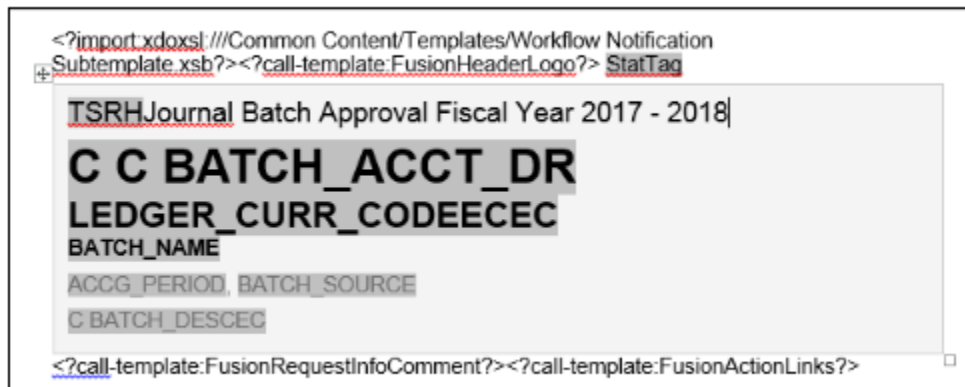 <?import:xdoxsl:///Common Content/Templates/Workflow Notification
Subtemplate.xsb?><?call-template:FusionHeaderLogo?> StatTag
TSRHJournal Batch Approval Fiscal Year 2017 - 2018
C C BATCH_ACCT_DR
LEDGER_CURR_CODEECEC
BATCH_NAME
ACCG_PERIOD, BATCH_SOURCE
C BATCH_DESCEC
<?call-template:FusionRequestInfoComment?><?call-template:FusionActionLinks?>